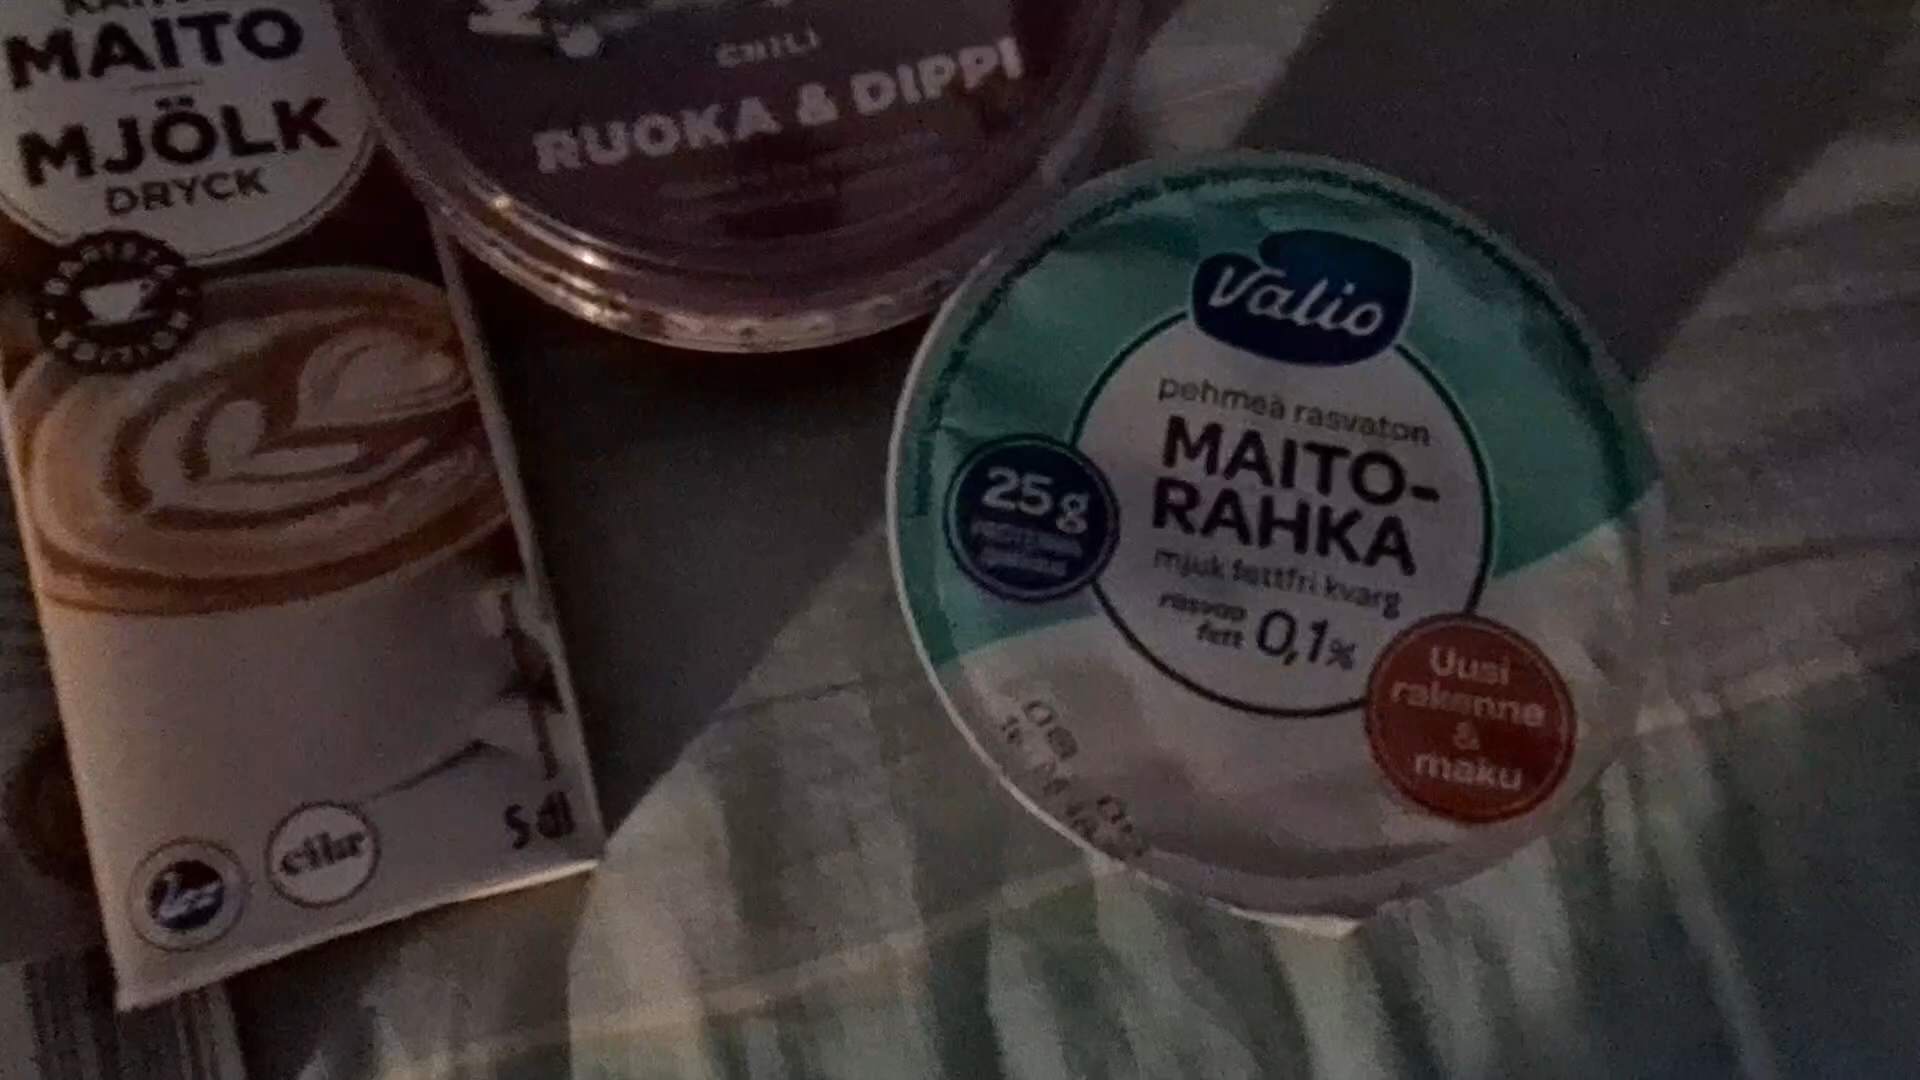 MAITO
MJÖLK
DRYCK
5 dl
CHILI
RUOKA & DIPPI
Valio
pehmeä rasvaton
MAITO-
RAHKA
mjuk fettfri kvarg
rasvaa
fett 0,1%
25g
Uusi
rakenne
&
maku